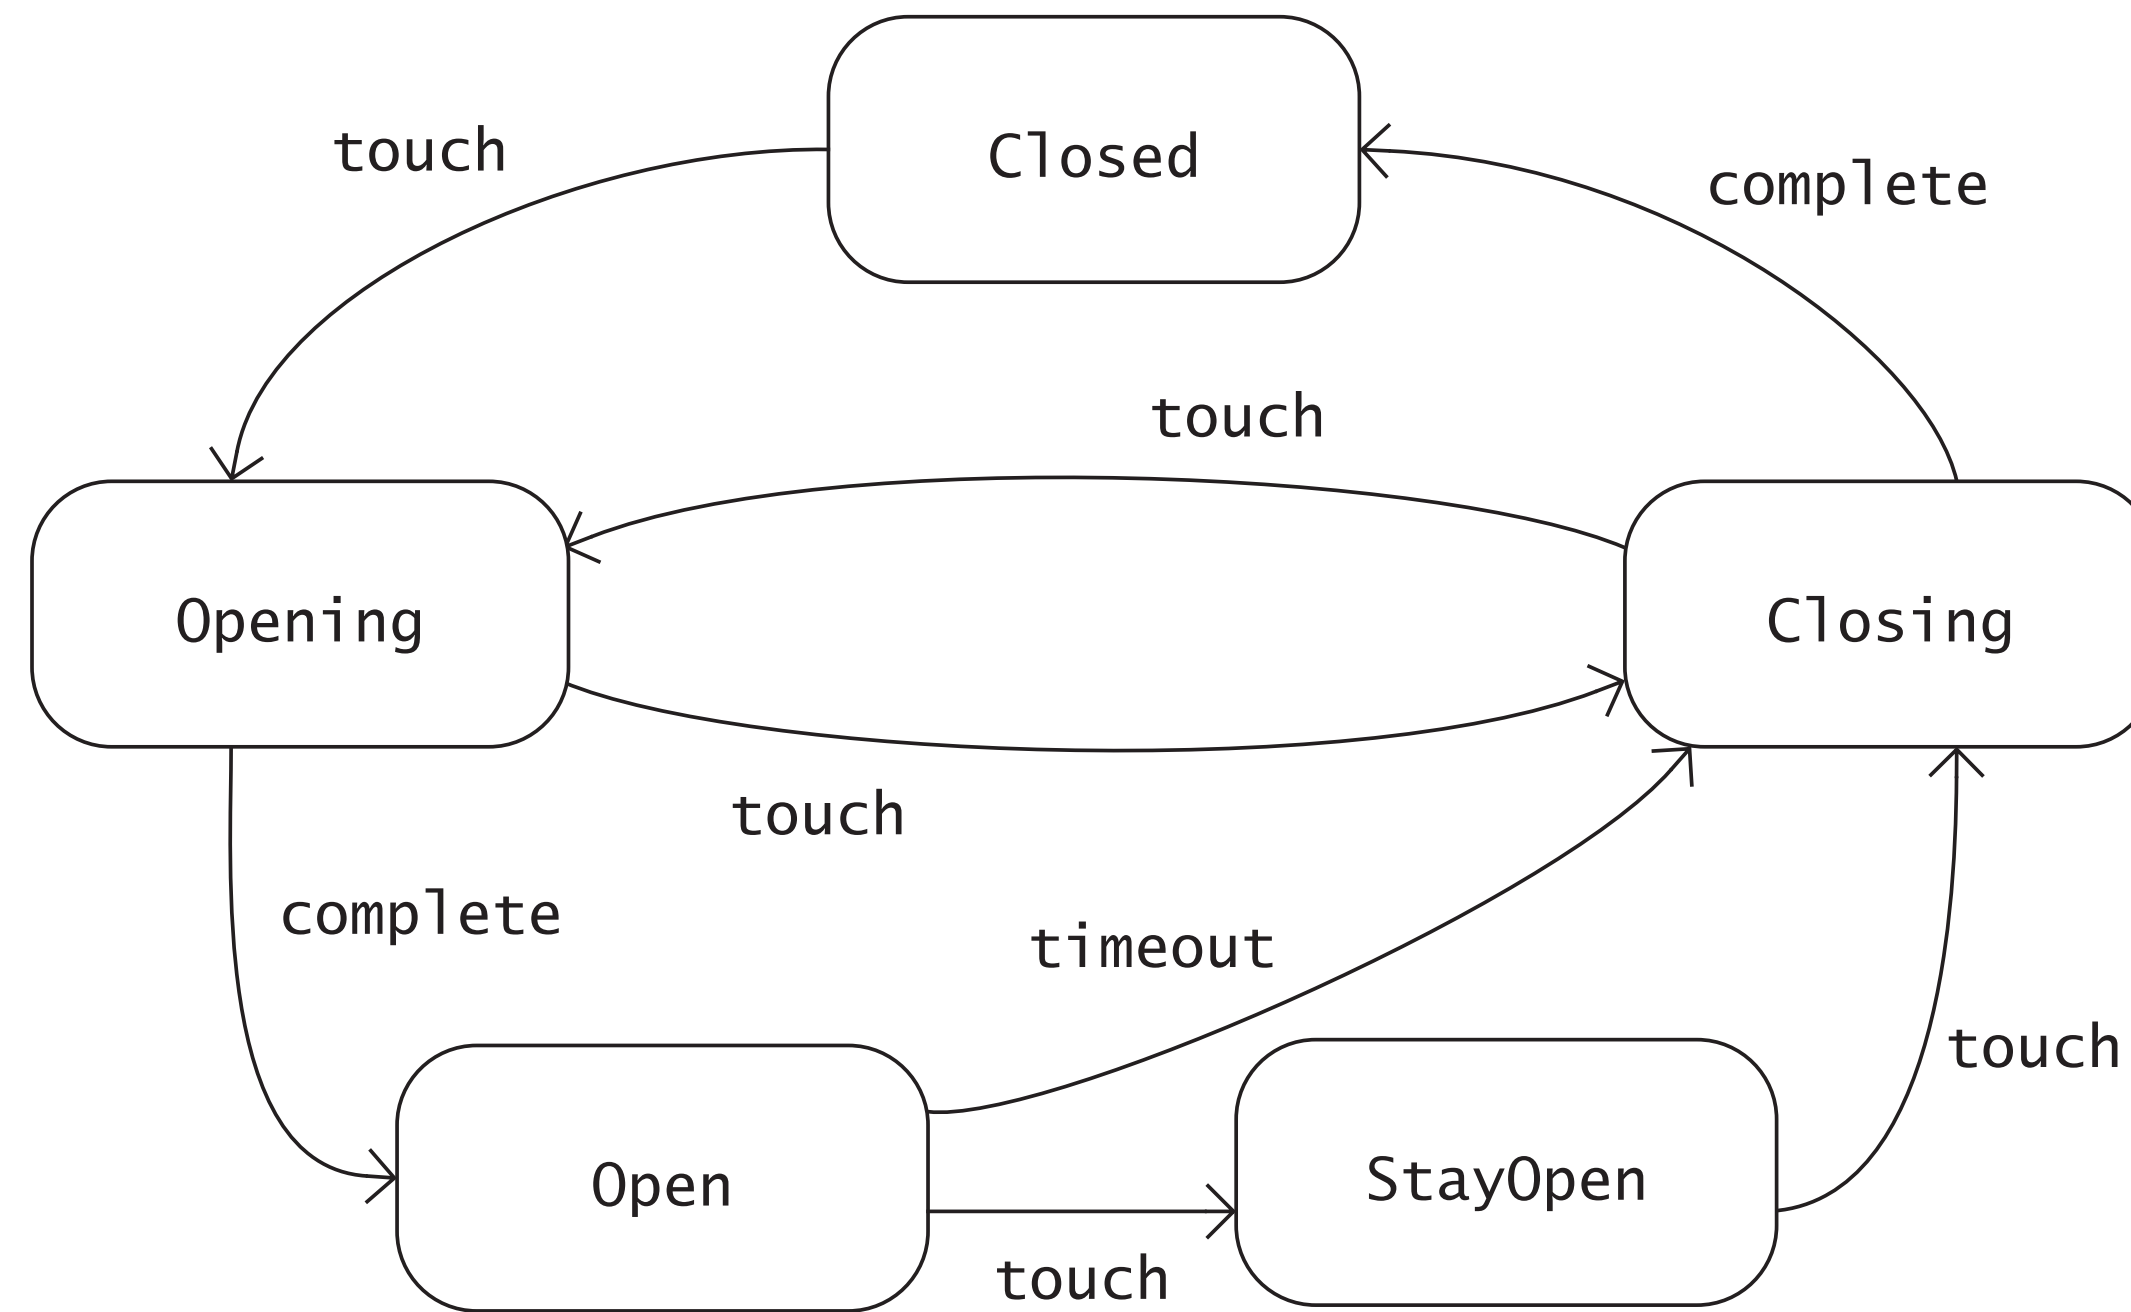 touch
Closed
complete
touch
Opening
Closing
touch
complete
timeout
touch
Open
StayOpen
touch